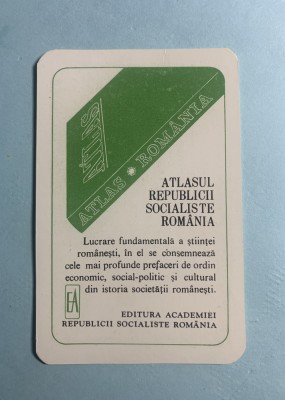 ATLAS
ATLAS * ROMÂNIA
ATLASUL
REPUBLICII
SOCIALISTE
ROMÂNIA
Lucrare fundamentală a științei
românești, în el se consemnează
cele mai profunde prefaceri de ordin
economic, social-politic și cultural
din istoria societății românești.
EA
EDITURA ACADEMIEI
REPUBLICII SOCIALISTE ROMÂNIA